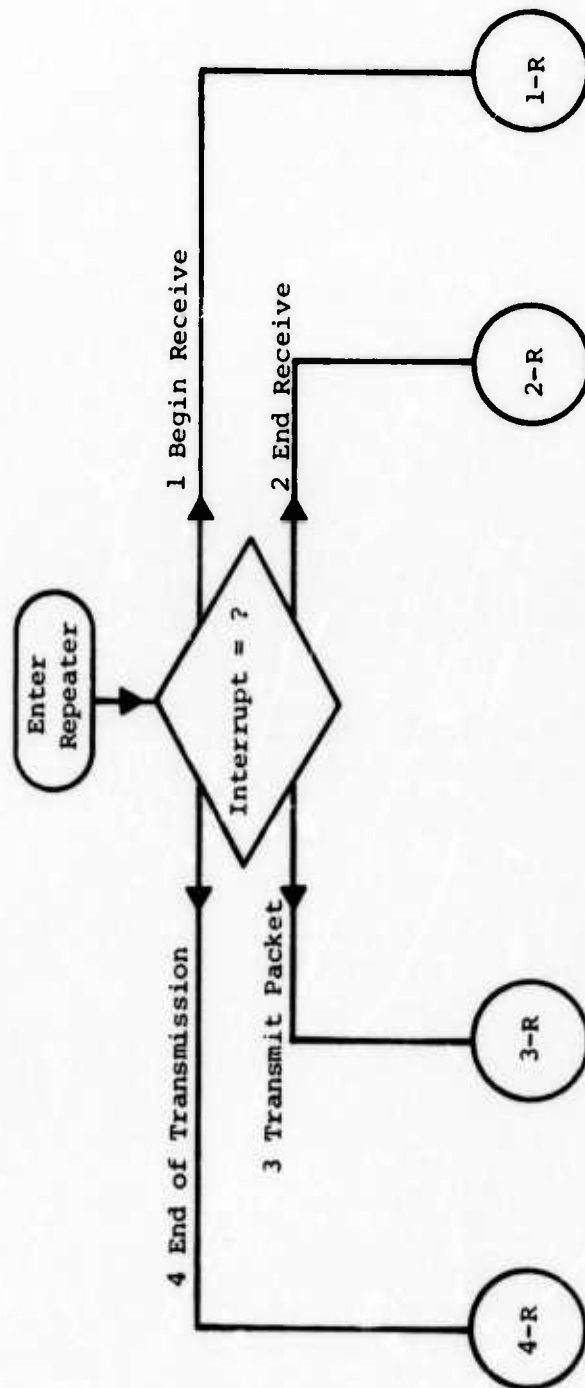 Enter
Repeater
Interrupt = ?
4 End of Transmission
1 Begin Receive
3 Transmit Packet
2 End Receive
4-R
3-R
2-R
1-R